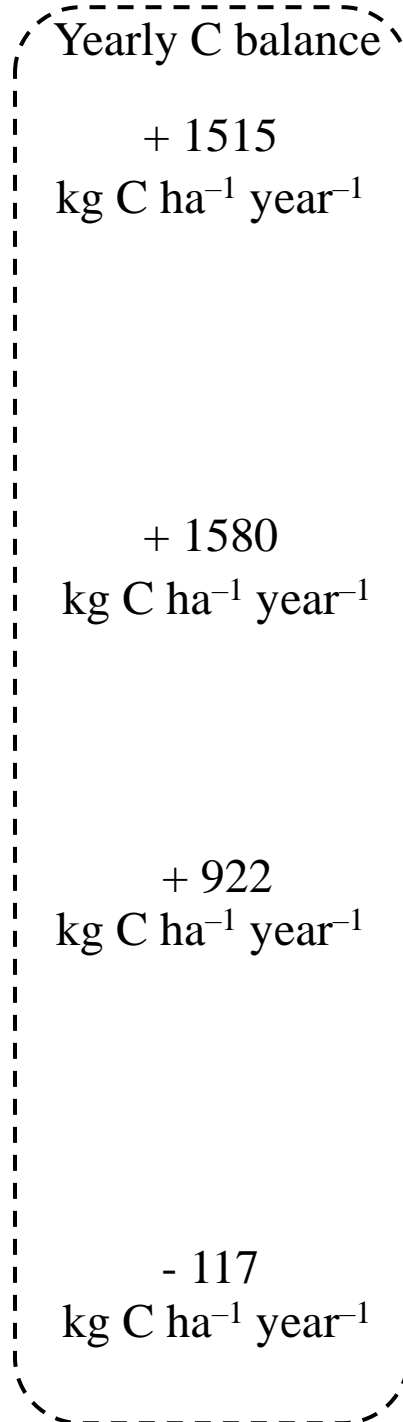 Yearly C balance
+ 1515
kg C ha⁻¹ year⁻¹
+ 1580
kg C ha⁻¹ year⁻¹
+ 922
kg C ha⁻¹ year⁻¹
- 117
kg C ha⁻¹ year⁻¹